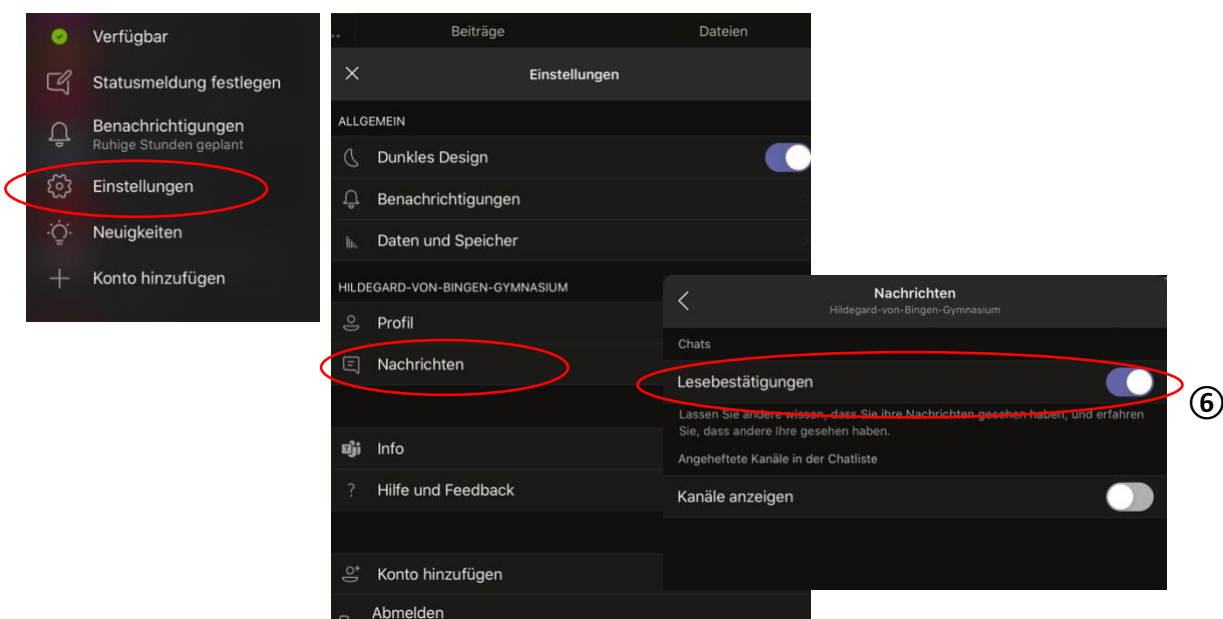 Verfügbar
Statusmeldung festlegen
Benachrichtigungen
Ruhige Stunden geplant
Einstellungen
Neuigkeiten
Konto hinzufügen
Beiträge
Dateien
Einstellungen
ALLGEMEIN
Dunkles Design
Benachrichtigungen
Daten und Speicher
HILDEGARD-VON-BINGEN-GYMNASIUM
Profil
Nachrichten
Info
? Hilfe und Feedback
Konto hinzufügen
Abmelden
Nachrichten
Hildegard-von-Bingen-Gymnasium
Chats
Lesebestätigungen
Lassen Sie andere wissen, dass Sie ihre Nachrichten gesehen haben, und erfahren
Sie, dass andere Ihre gesehen haben.
Angeheftete Kanäle in der Chatliste
Kanäle anzeigen
⑥